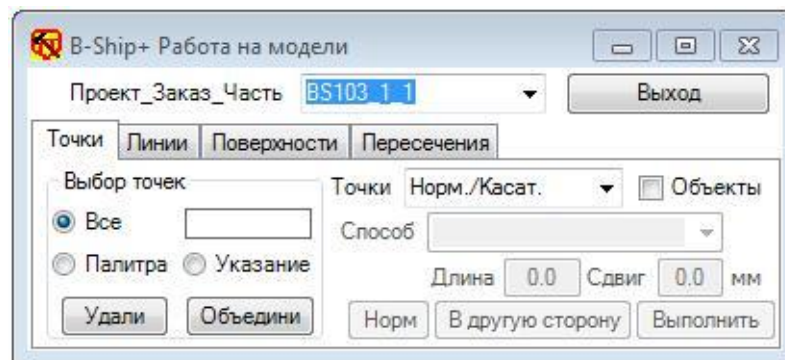 B-Ship+ Работа на модели
Проект_Заказ_Часть BS103_1_1 Выход
Точки Линии Поверхности Пересечения
Выбор точек Точки Норм./Касат. Объекты
Все Способ
Палитра Указание Длина 0.0 Сдвиг 0.0 мм
Удали Объедини Норм В другую сторону Выполнить